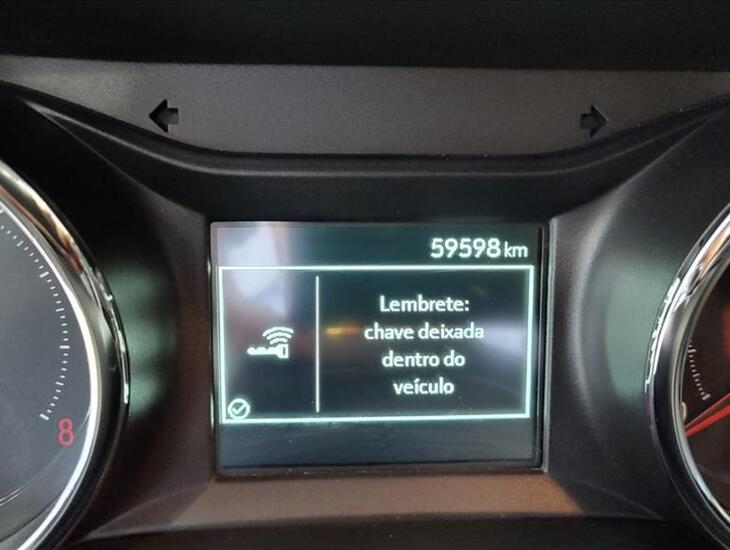 59598 km
Lembrete:
chave deixada
dentro do
veículo
8